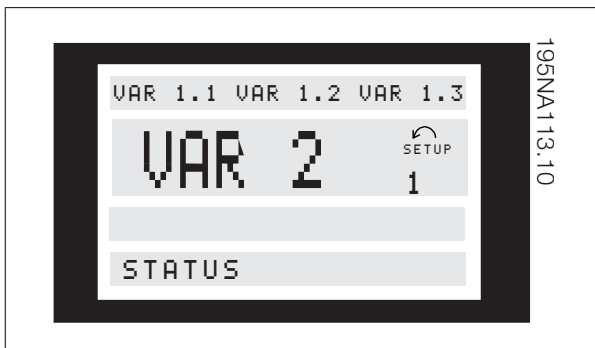 VAR 1.1 VAR 1.2 VAR 1.3
VAR 2
SETUP
1
STATUS
195NA113.10